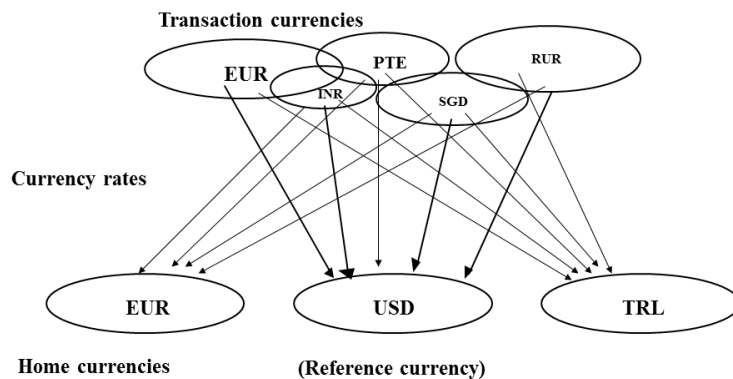 Transaction currencies
EUR
PTE
RUR
INR
SGD
Currency rates
EUR
USD
TRL
Home currencies
(Reference currency)